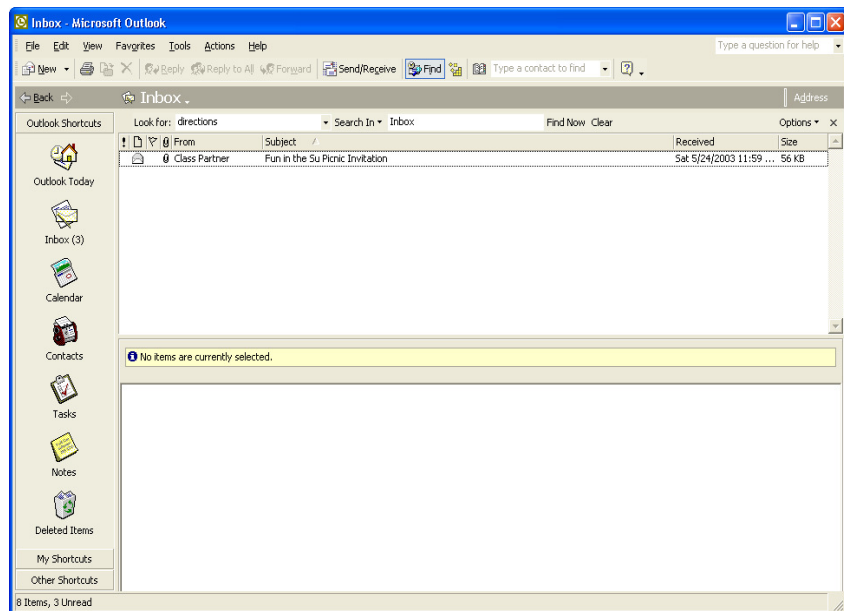 Inbox - Microsoft Outlook
File Edit View Favorites Tools Actions Help Type a question for help
New Reply Reply to All Forward Send/Receive Find Type a contact to find
Back Inbox Address
Outlook Shortcuts Look for: directions Search In Inbox Find Now Clear Options
! From Subject Received Size
Class Partner Fun in the Su Picnic Invitation Sat 5/24/2003 11:59 ... 56 KB
Outlook Today
Inbox (3)
Calendar
Contacts
No items are currently selected.
Tasks
Notes
Deleted Items
My Shortcuts
Other Shortcuts
8 Items, 3 Unread